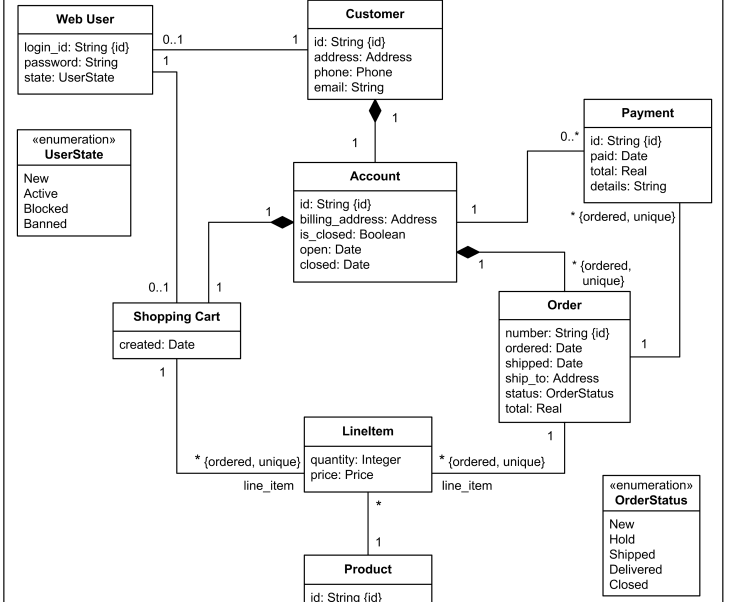 Web User
login_id: String {id}
password: String
state: UserState
0..1
1
1
Customer
id: String {id}
address: Address
phone: Phone
email: String
1
1
«enumeration»
UserState
New
Active
Blocked
Banned
Payment
id: String {id}
paid: Date
total: Real
details: String
0..*
1
* {ordered, unique}
Account
id: String {id}
billing_address: Address
is_closed: Boolean
open: Date
closed: Date
1
1
0..1
1
* {ordered,
unique}
Shopping Cart
created: Date
1
Order
number: String {id}
ordered: Date
shipped: Date
ship_to: Address
status: OrderStatus
total: Real
1
1
LineItem
quantity: Integer
price: Price
* {ordered, unique}
line_item
* {ordered, unique}
line_item
*
1
«enumeration»
OrderStatus
New
Hold
Shipped
Delivered
Closed
Product
id: String {id}